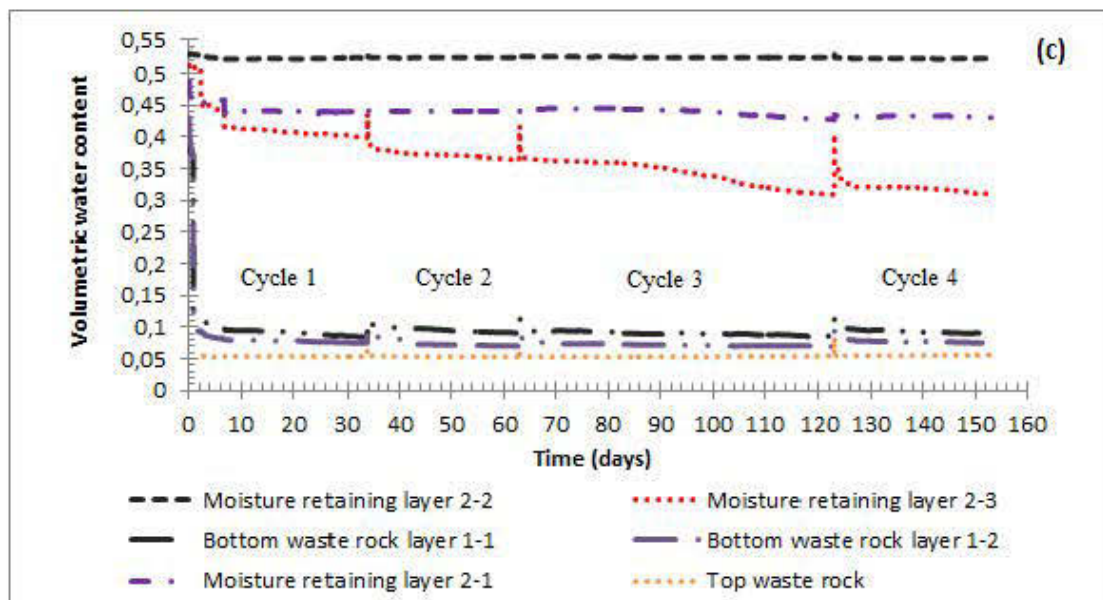 (c)
Volumetric water content
0,55
0,5
0,45
0,4
0,35
0,3
0,25
0,2
0,15
0,1
0,05
0
Cycle 1 Cycle 2 Cycle 3 Cycle 4
0 10 20 30 40 50 60 70 80 90 100 110 120 130 140 150 160
Time (days)
Moisture retaining layer 2-2 Moisture retaining layer 2-3
Bottom waste rock layer 1-1 Bottom waste rock layer 1-2
Moisture retaining layer 2-1 Top waste rock